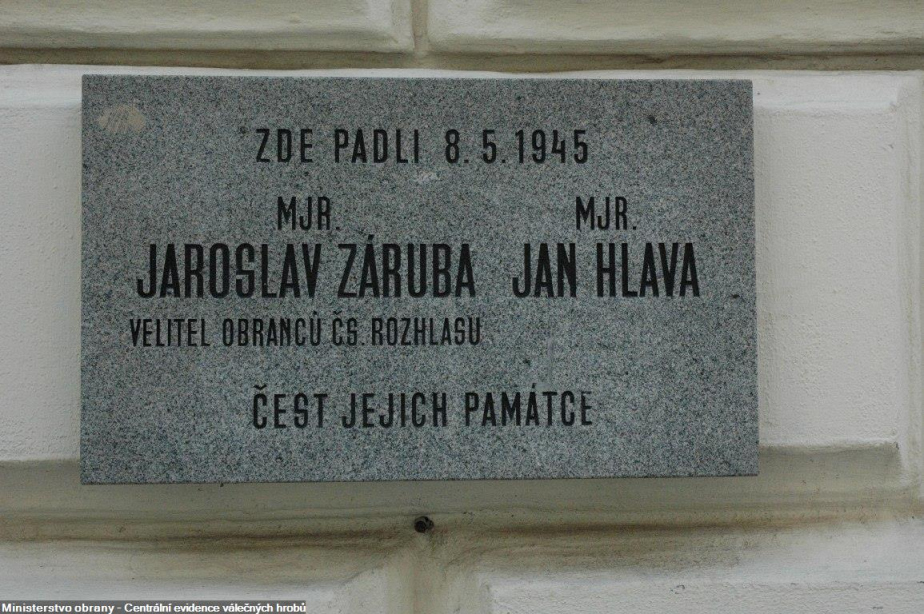 ZDE PADLI 8.5.1945
MJR. MJR.
JAROSLAV ZÁRUBA JAN HLAVA
VELITEL OBRANCŮ ČS. ROZHLASU
ČEST JEJICH PAMÁTCE
Ministerstvo obrany - Centrální evidence válečných hrobů